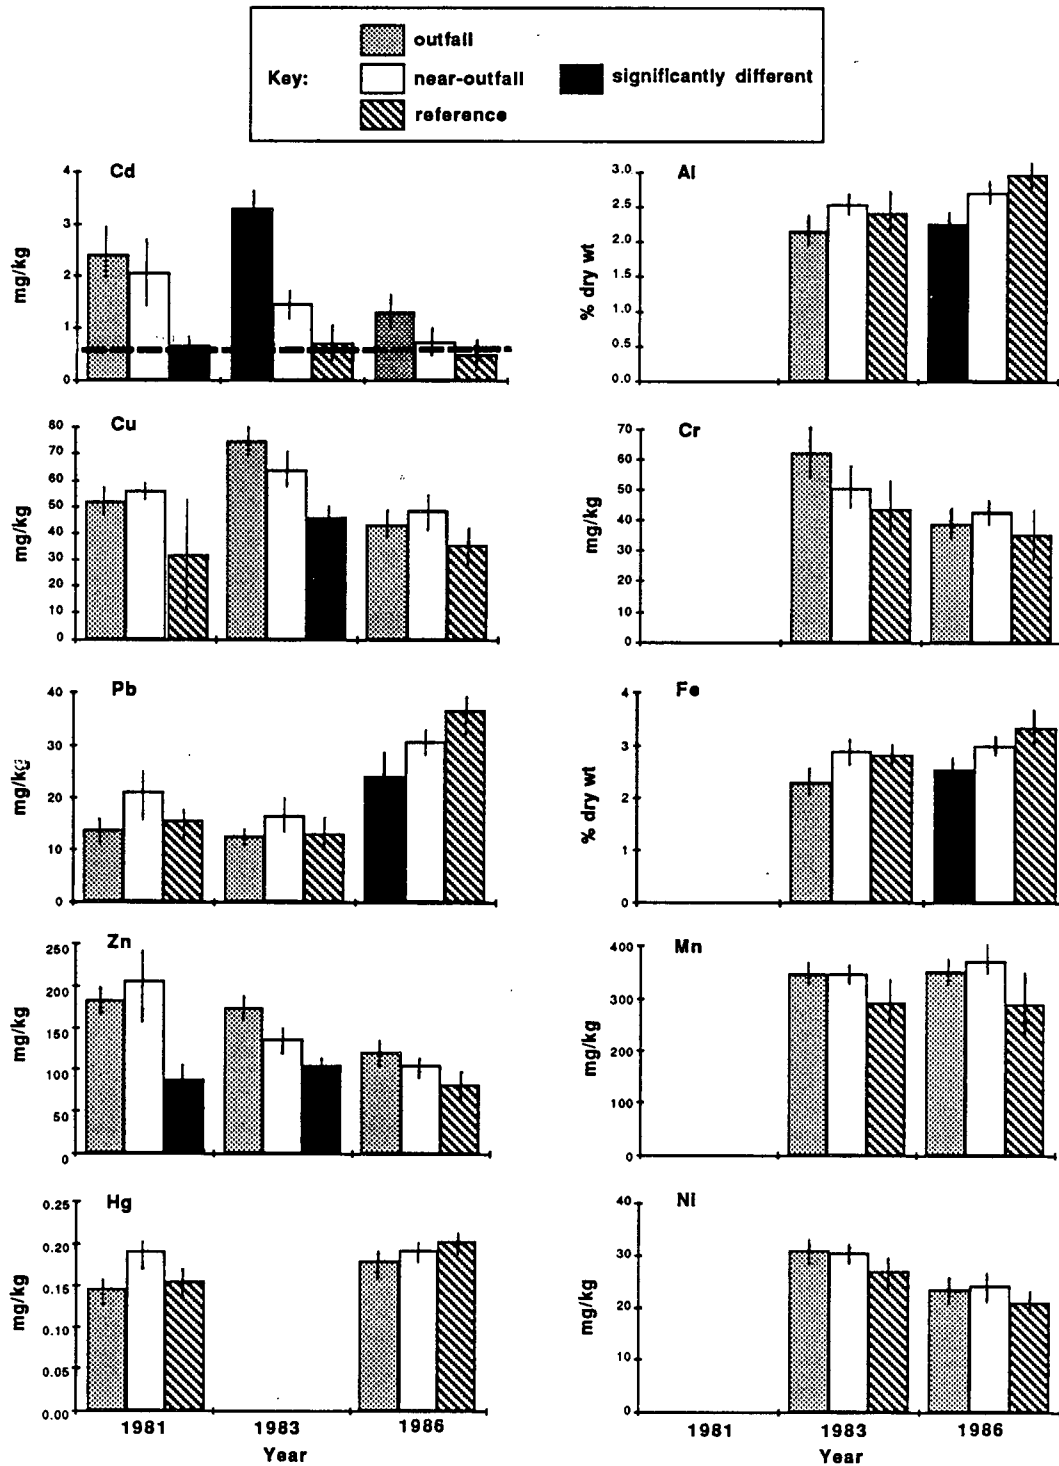 outfall
Key: near-outfall significantly different
reference
Cd
4
3
2
1
0
mg/kg
Al
3.0
2.5
2.0
1.5
1.0
0.5
0.0
% dry wt
Cu
80
70
60
50
40
30
20
10
0
mg/kg
Cr
70
60
50
40
30
20
10
0
mg/kg
Pb
40
30
20
10
0
mg/kg
Fe
4
3
2
1
0
% dry wt
Zn
250
200
150
100
50
0
mg/kg
Mn
400
300
200
100
0
mg/kg
Hg
0.25
0.20
0.15
0.10
0.05
0.00
mg/kg
1981 1983 1986
Year
Ni
40
30
20
10
0
mg/kg
1981 1983 1986
Year